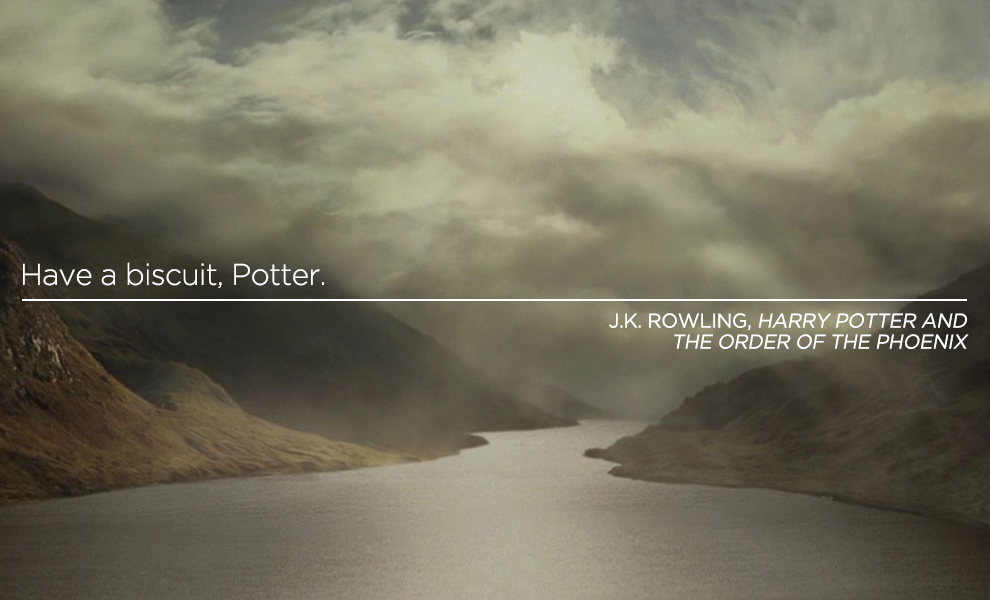 Have a biscuit, Potter.
J.K. ROWLING, HARRY POTTER AND
THE ORDER OF THE PHOENIX